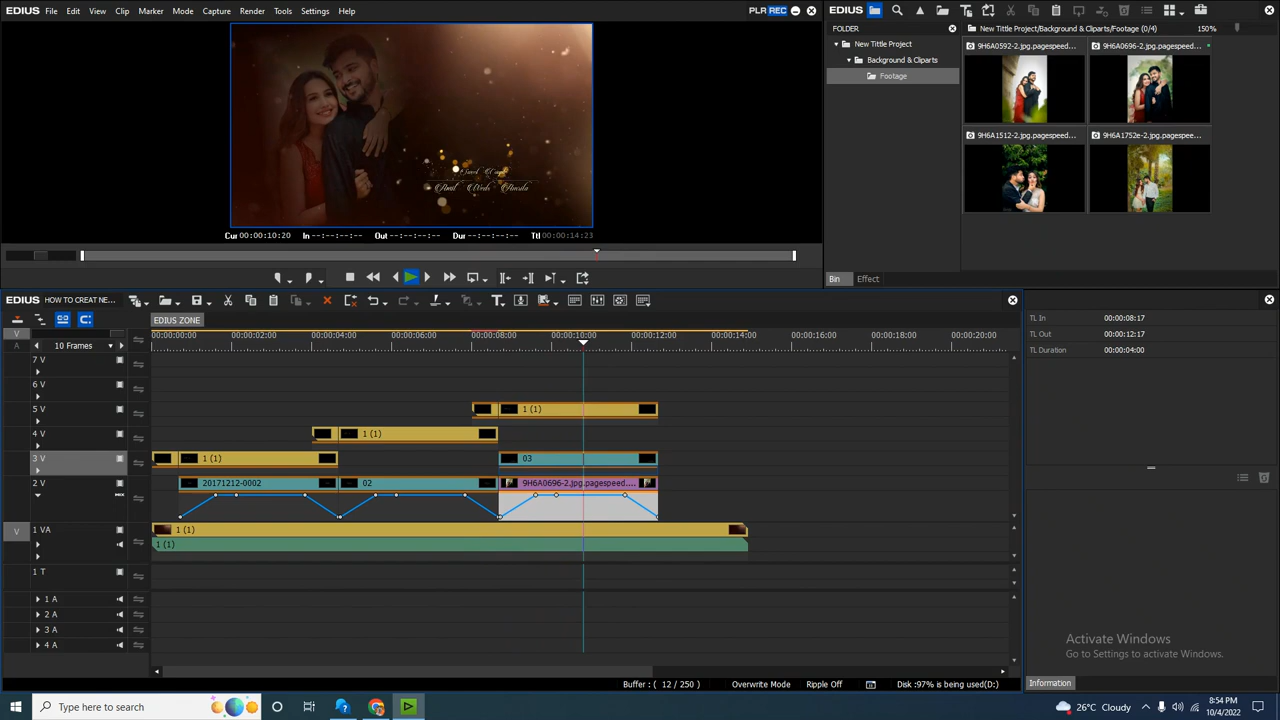 EDIUS File Edit View Clip Marker Mode Capture Render Tools Settings Help PLR REC
EDIUS
FOLDER
New Tittle Project/Background & Cliparts/Footage (0/4) 150%
New Tittle Project
Background & Cliparts
Footage
9H6A0592-2.jpg.pagespeed...
9H6A0696-2.jpg.pagespee...
9H6A1512-2.jpg.pagespeed...
9H6A1752e-2.jpg.pagespee...
Cur 00:00:10:20 In --:--:--:-- Out --:--:--:-- Dur --:--:--:-- Ttl 00:00:14:23
Bin Effect
EDIUS HOW TO CREAT NE...
EDIUS ZONE
V
A
10 Frames
00:00:00:00 00:00:02:00 00:00:04:00 00:00:06:00 00:00:08:00 00:00:10:00 00:00:12:00 00:00:14:00 00:00:16:00 00:00:18:00 00:00:20:00
7 V
6 V
5 V
1 (1)
4 V
1 (1)
3 V
1 (1)
03
2 V
20171212-0002
02
9H6A0696-2.jpg.pagespeed....
V
1 VA
1 (1)
1 (1)
1 T
1 A
2 A
3 A
4 A
TL In 00:00:08:17
TL Out 00:00:12:17
TL Duration 00:00:04:00
Activate Windows
Go to Settings to activate Windows.
Buffer : ( 12 / 250 ) Overwrite Mode Ripple Off Disk :97% is being used(D:)
Information
Type here to search
26°C Cloudy
8:54 PM
10/4/2022